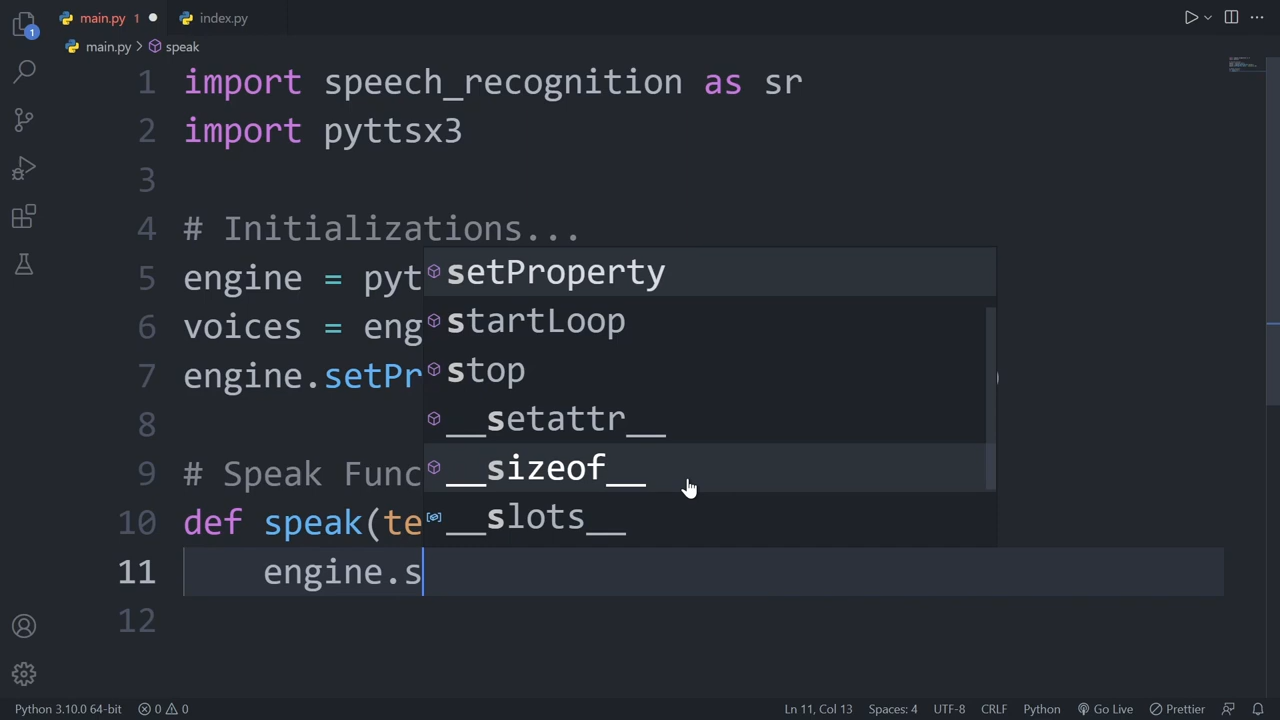 main.py 1
index.py
main.py > speak
1 import speech_recognition as sr
2 import pyttsx3
3
4 # Initializations...
5 engine = pyt
6 voices = eng
7 engine.setPr )
8
9 # Speak Func
10 def speak(te
11 engine.s
12
setProperty
startLoop
stop
__setattr__
__sizeof__
__slots__
1
Python 3.10.0 64-bit
0 0
Ln 11, Col 13
Spaces: 4
UTF-8
CRLF
Python
Go Live
Prettier